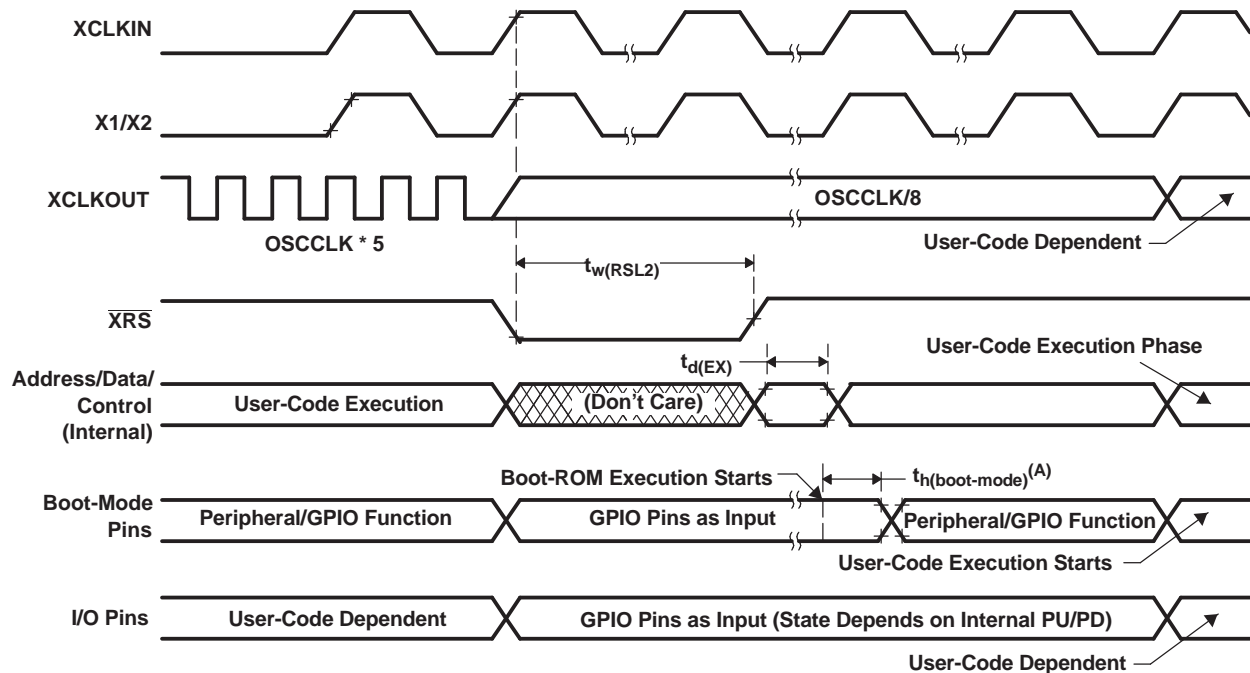 XCLKIN
X1/X2
XCLKOUT
OSCCLK * 5
OSCCLK/8
User-Code Dependent
tw(RSL2)
XRS
td(EX)
User-Code Execution Phase
Address/Data/
Control
(Internal)
User-Code Execution
(Don't Care)
Boot-ROM Execution Starts
th(boot-mode)(A)
Boot-Mode
Pins
Peripheral/GPIO Function
GPIO Pins as Input
Peripheral/GPIO Function
User-Code Execution Starts
I/O Pins
User-Code Dependent
GPIO Pins as Input (State Depends on Internal PU/PD)
User-Code Dependent